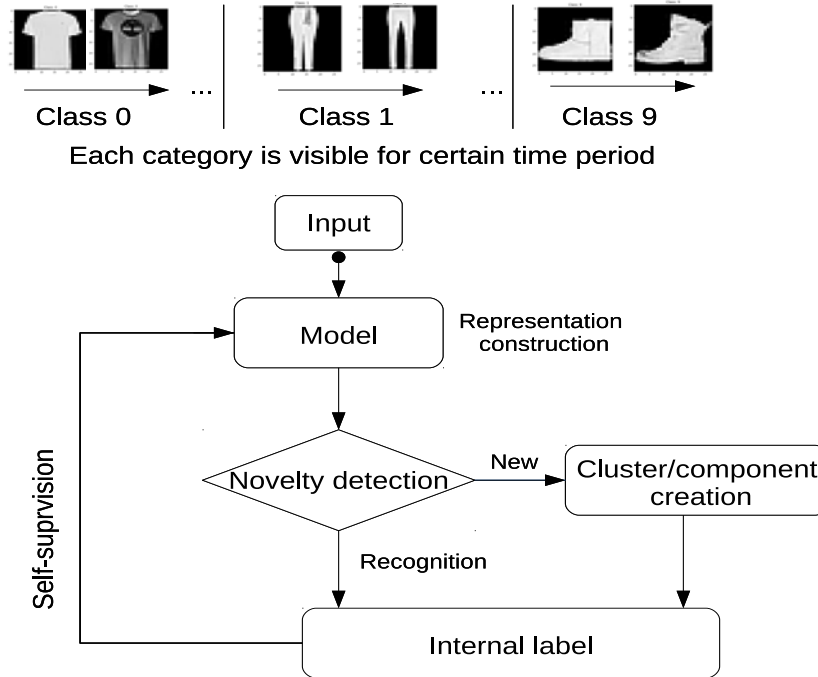 ... ...
Class 0 Class 1 Class 9
Each category is visible for certain time period
Input
Model
Representation
construction
Novelty detection
New
Cluster/component
creation
Recognition
Self-suprvision
Internal label